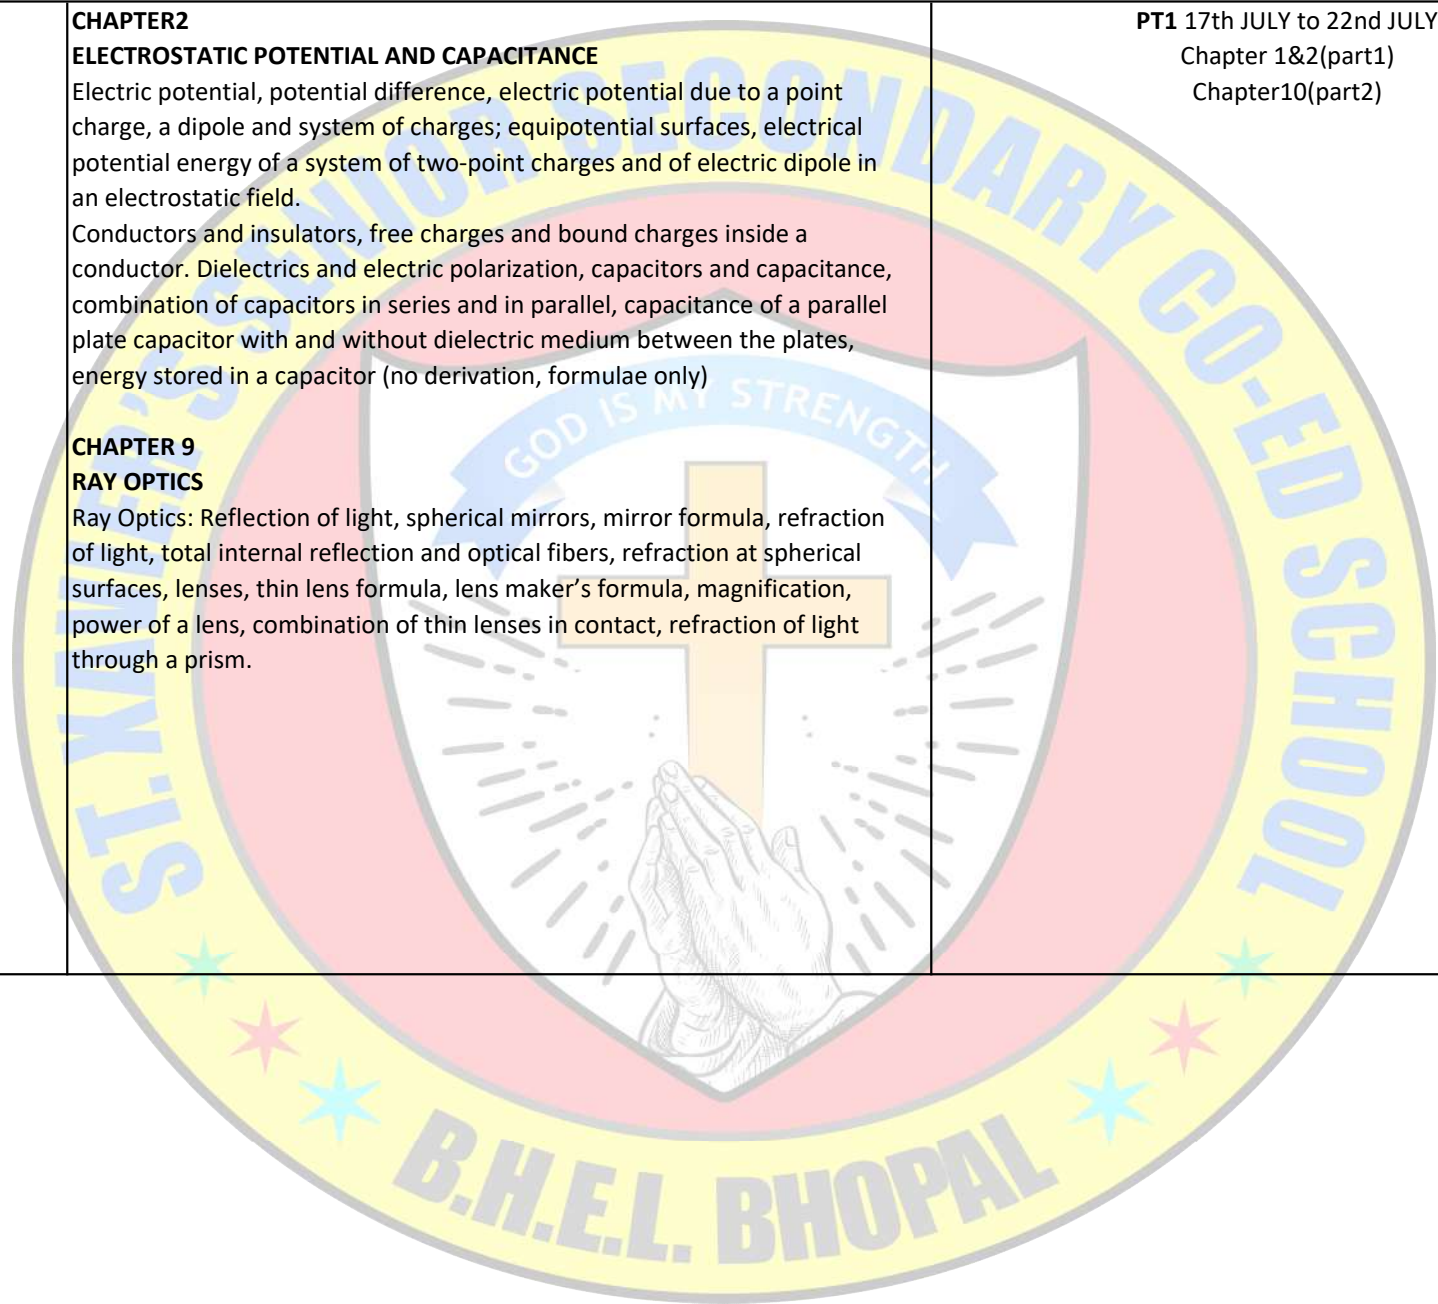 CHAPTER2
ELECTROSTATIC POTENTIAL AND CAPACITANCE
Electric potential, potential difference, electric potential due to a point
charge, a dipole and system of charges; equipotential surfaces, electrical
potential energy of a system of two-point charges and of electric dipole in
an electrostatic field.
Conductors and insulators, free charges and bound charges inside a
conductor. Dielectrics and electric polarization, capacitors and capacitance,
combination of capacitors in series and in parallel, capacitance of a parallel
plate capacitor with and without dielectric medium between the plates,
energy stored in a capacitor (no derivation, formulae only)
CHAPTER 9
RAY OPTICS
Ray Optics: Reflection of light, spherical mirrors, mirror formula, refraction
of light, total internal reflection and optical fibers, refraction at spherical
surfaces, lenses, thin lens formula, lens maker’s formula, magnification,
power of a lens, combination of thin lenses in contact, refraction of light
through a prism.
PT1 17th JULY to 22nd JULY
Chapter 1&2(part1)
Chapter10(part2)
ST. XAVIER'S SENIOR SECONDARY CO-ED SCHOOL
GOD IS MY STRENGTH
B.H.E.L. BHOPAL